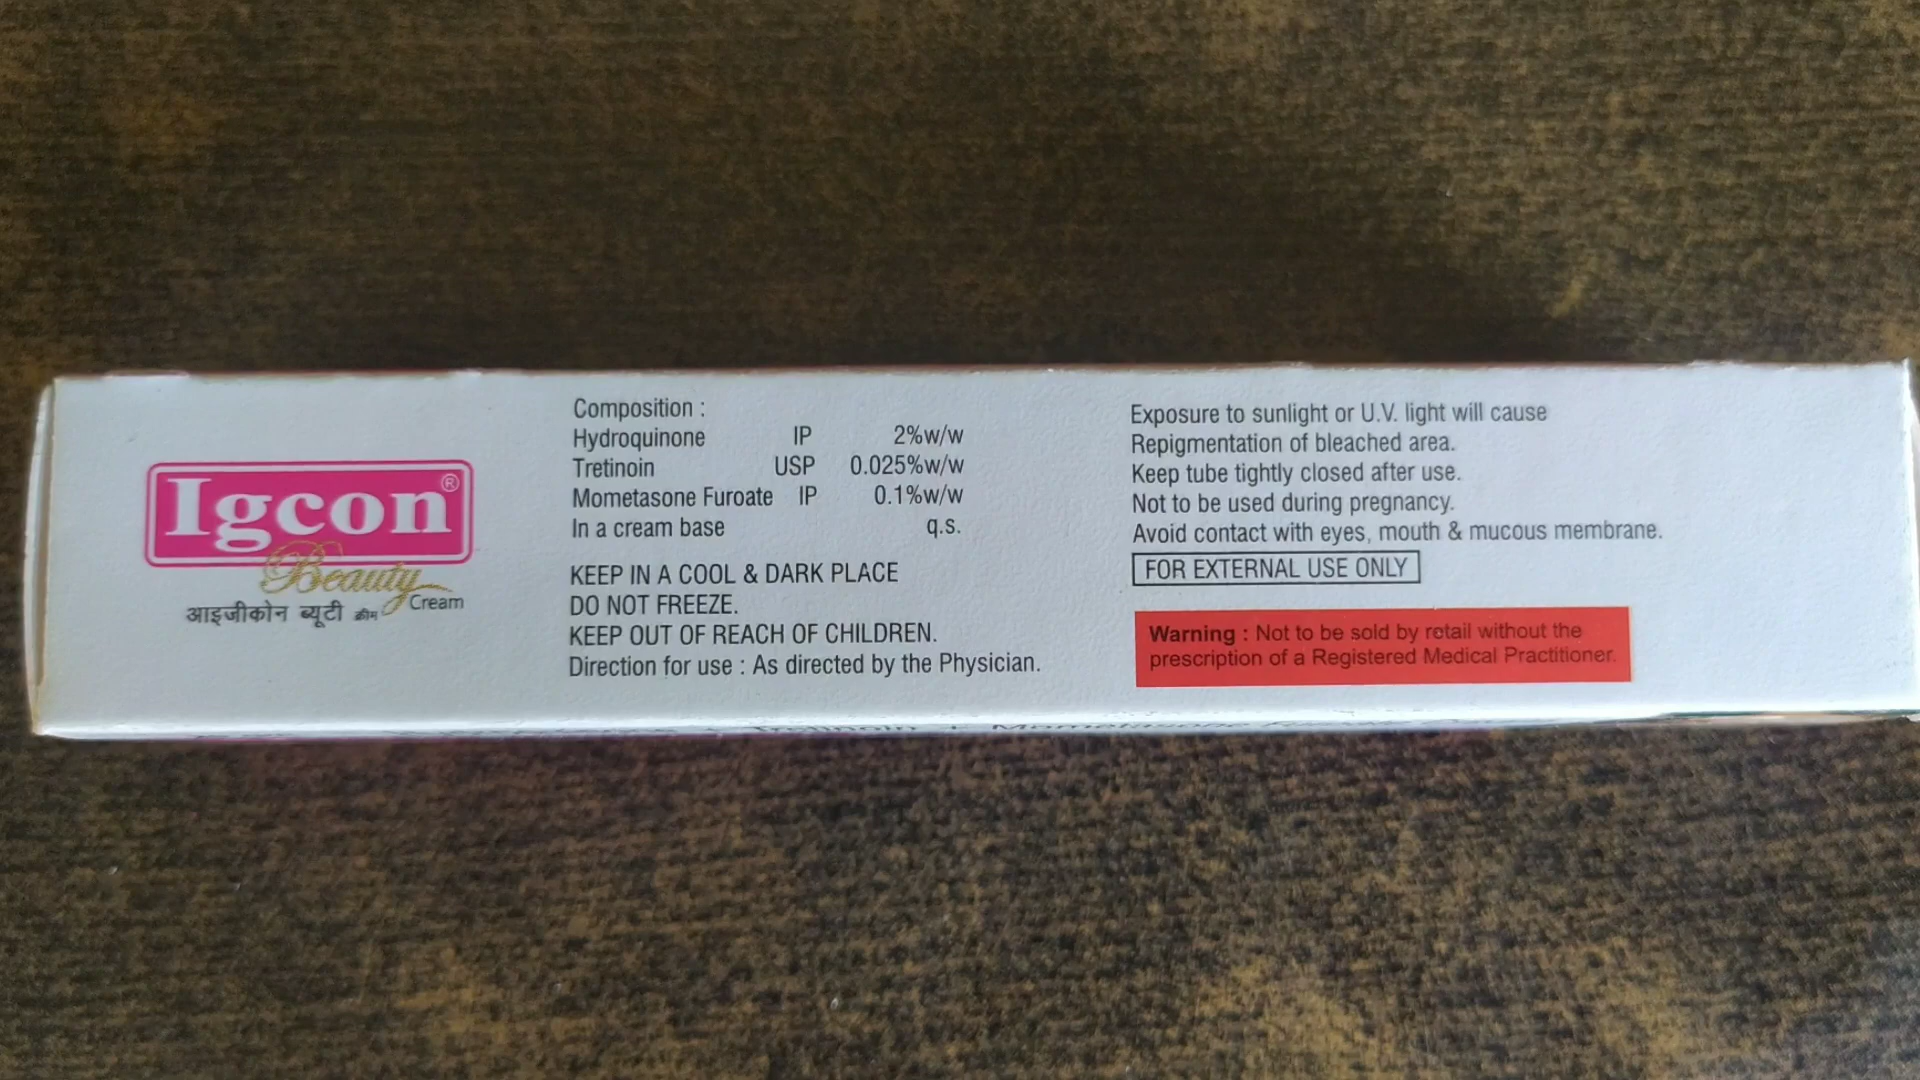 Igcon®
Beauty
Cream
आइजीकोन ब्यूटी क्रीम
Composition :
Hydroquinone IP 2%w/w
Tretinoin USP 0.025%w/w
Mometasone Furoate IP 0.1%w/w
In a cream base q.s.
KEEP IN A COOL & DARK PLACE
DO NOT FREEZE.
KEEP OUT OF REACH OF CHILDREN.
Direction for use : As directed by the Physician.
Exposure to sunlight or U.V. light will cause
Repigmentation of bleached area.
Keep tube tightly closed after use.
Not to be used during pregnancy.
Avoid contact with eyes, mouth & mucous membrane.
FOR EXTERNAL USE ONLY
Warning : Not to be sold by retail without the
prescription of a Registered Medical Practitioner.